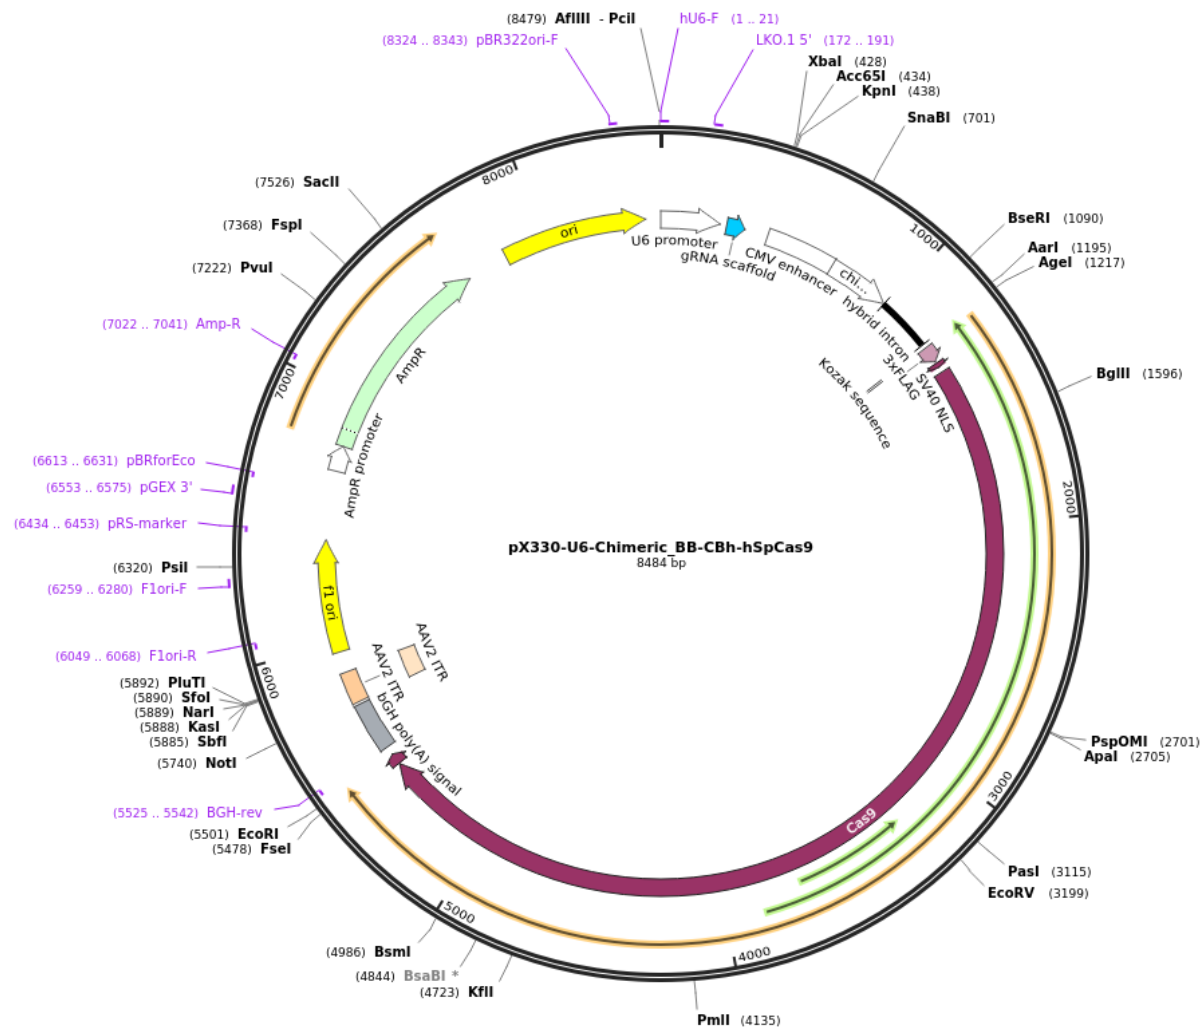 (8479) AflIII - PciI
hU6-F (1 .. 21)
(8324 .. 8343) pBR322ori-F
LKO.1 5' (172 .. 191)
XbaI (428)
Acc65I (434)
KpnI (438)
SnaBI (701)
BseRI (1090)
AarI (1195)
AgeI (1217)
BglII (1596)
PspOMI (2701)
ApaI (2705)
PasI (3115)
EcoRV (3199)
PmlI (4135)
(4723) KflI
(4844) BsaBI *
(4986) BsmI
(5478) FseI
(5501) EcoRI
(5525 .. 5542) BGH-rev
(5740) NotI
(5885) SbfI
(5888) KasI
(5889) NarI
(5890) SfoI
(5892) PluTI
(6049 .. 6068) F1ori-R
(6259 .. 6280) F1ori-F
(6320) PsiI
(6434 .. 6453) pRS-marker
(6553 .. 6575) pGEX 3'
(6613 .. 6631) pBRforEco
(7022 .. 7041) Amp-R
(7222) PvuI
(7368) FspI
(7526) SacII
1000
2000
3000
4000
5000
6000
7000
8000
ori
U6 promoter
gRNA scaffold
CMV enhancer
chi...
hybrid intron
3xFLAG
SV40 NLS
Kozak sequence
Cas9
bGH poly(A) signal
AAV2 ITR
AAV2 ITR
f1 ori
AmpR promoter
AmpR
pX330-U6-Chimeric_BB-CBh-hSpCas9
8484 bp